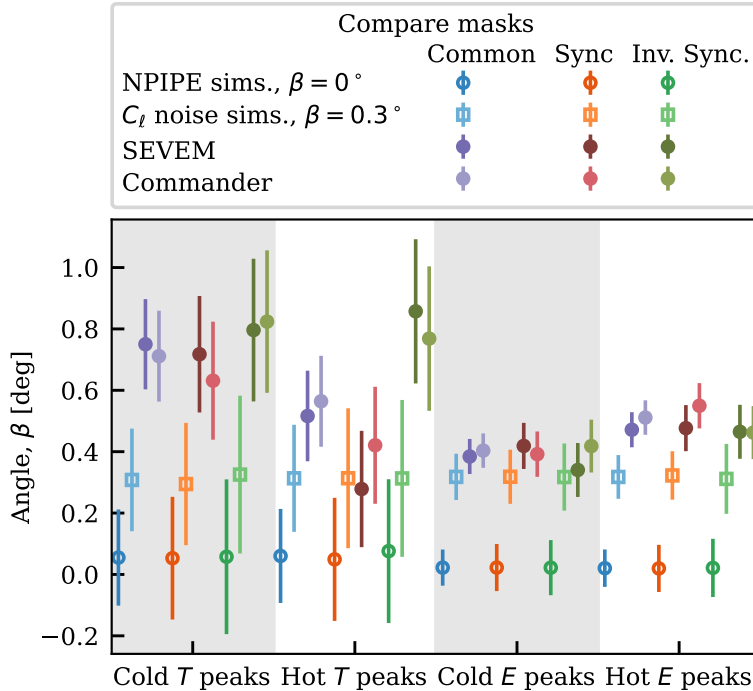 Compare masks
Common Sync Inv. Sync.
NPIPE sims., β = 0°
Cℓ noise sims., β = 0.3°
SEVEM
Commander
Angle, β [deg]
1.0
0.8
0.6
0.4
0.2
0.0
−0.2
Cold T peaks Hot T peaks Cold E peaks Hot E peaks